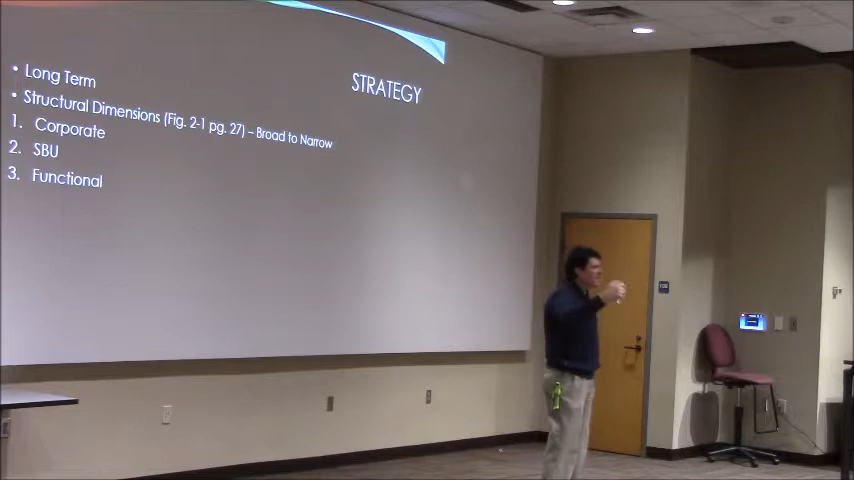 STRATEGY
• Long Term
• Structural Dimensions (Fig. 2-1 pg. 27) – Broad to Narrow
1. Corporate
2. SBU
3. Functional